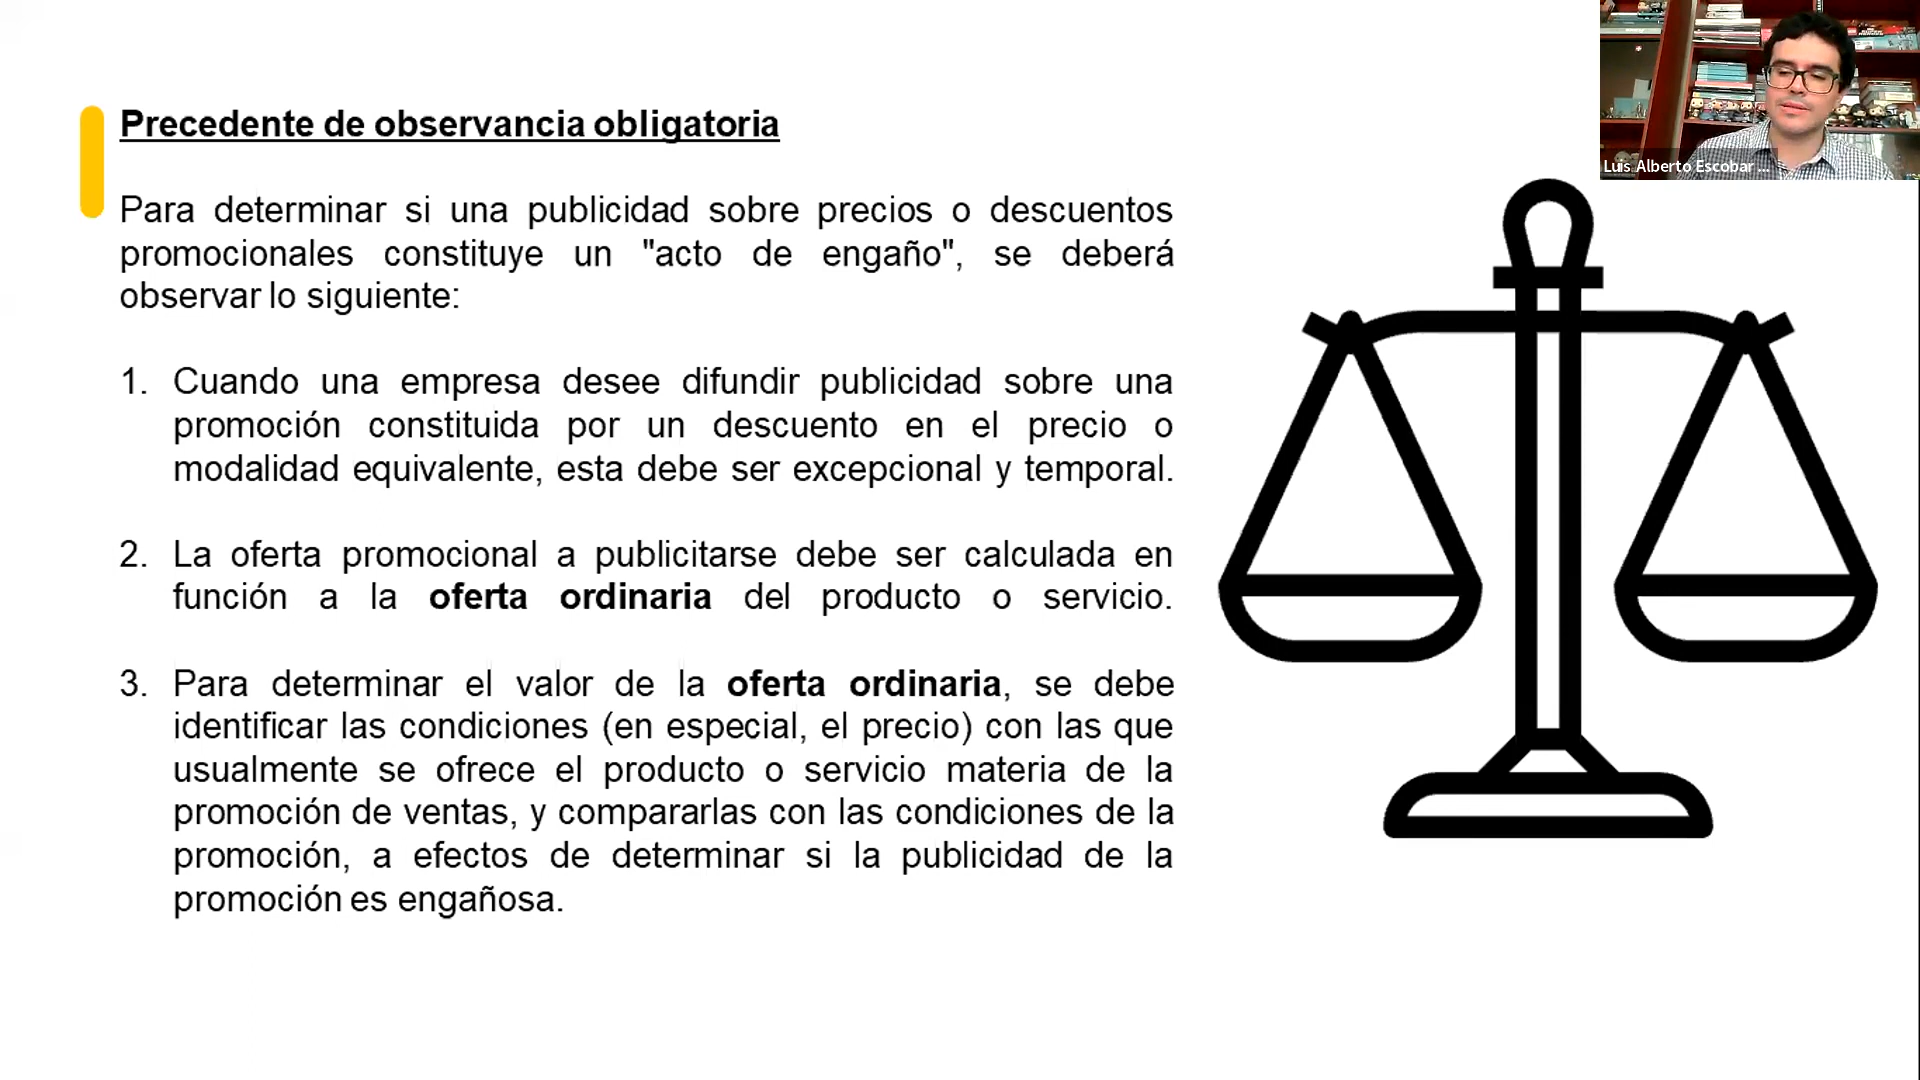 Precedente de observancia obligatoria
Para determinar si una publicidad sobre precios o descuentos
promocionales constituye un "acto de engaño", se deberá
observar lo siguiente:
1. Cuando una empresa desee difundir publicidad sobre una
promoción constituida por un descuento en el precio o
modalidad equivalente, esta debe ser excepcional y temporal.
2. La oferta promocional a publicitarse debe ser calculada en
función a la oferta ordinaria del producto o servicio.
3. Para determinar el valor de la oferta ordinaria, se debe
identificar las condiciones (en especial, el precio) con las que
usualmente se ofrece el producto o servicio materia de la
promoción de ventas, y compararlas con las condiciones de la
promoción, a efectos de determinar si la publicidad de la
promoción es engañosa.
Luis Alberto Escobar ...